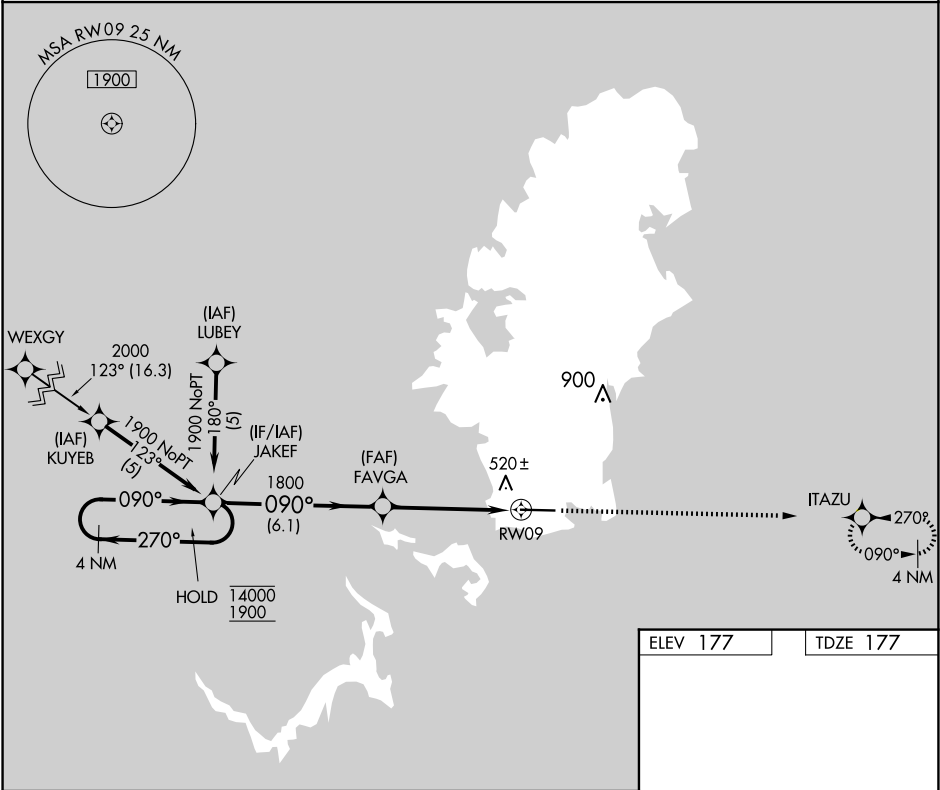 MSA RW09 25 NM
1900
WEXGY
2000
123° (16.3)
(IAF)
LUBEY
1900 NoPT
180°
(5)
(IAF)
KUYEB
1900 NoPT
123°
(5)
(IF/IAF)
JAKEF
1800
090°
(6.1)
(FAF)
FAVGA
090°
270°
4 NM
HOLD
14000
1900
900
520±
RW09
ITAZU
270°
090°
4 NM
ELEV 177
TDZE 177